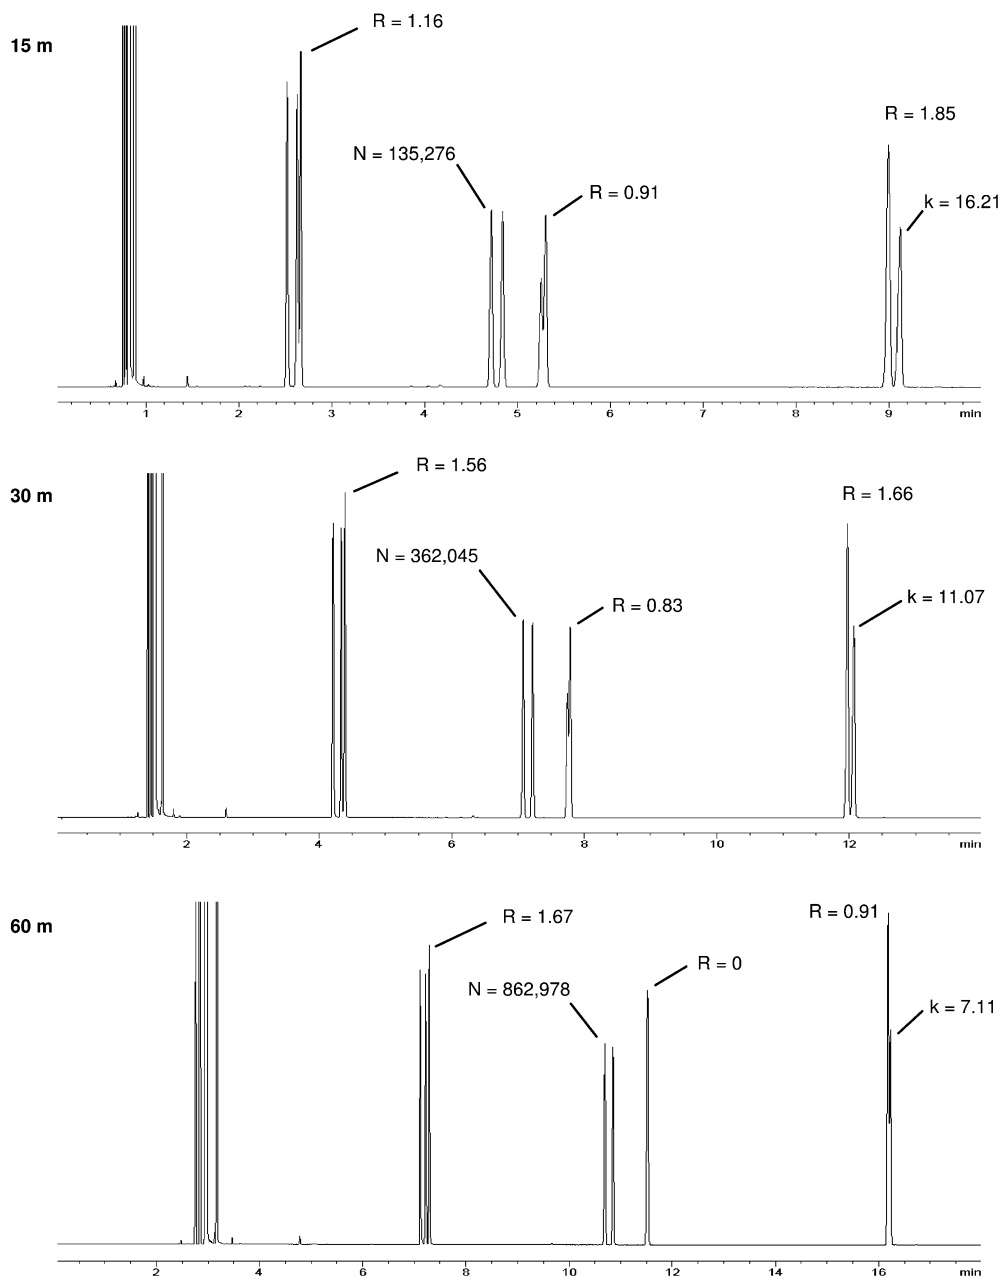 R = 1.16
15 m
R = 1.85
N = 135,276
R = 0.91
k = 16.21
1 2 3 4 5 6 7 8 9 min
R = 1.56
30 m
R = 1.66
N = 362,045
R = 0.83
k = 11.07
2 4 6 8 10 12 min
60 m
R = 1.67
R = 0.91
R = 0
N = 862,978
k = 7.11
2 4 6 8 10 12 14 16 min